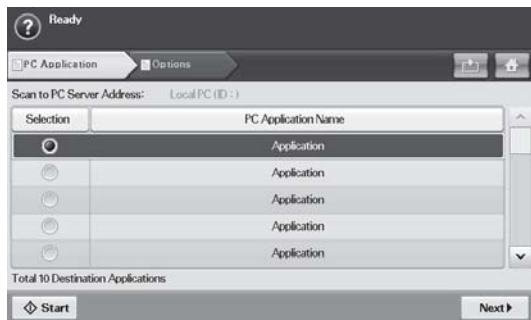 Ready
PC Application
Options
Scan to PC Server Address: Local PC (ID : )
Selection PC Application Name
Application
Application
Application
Application
Application
Total 10 Destination Applications
Start Next